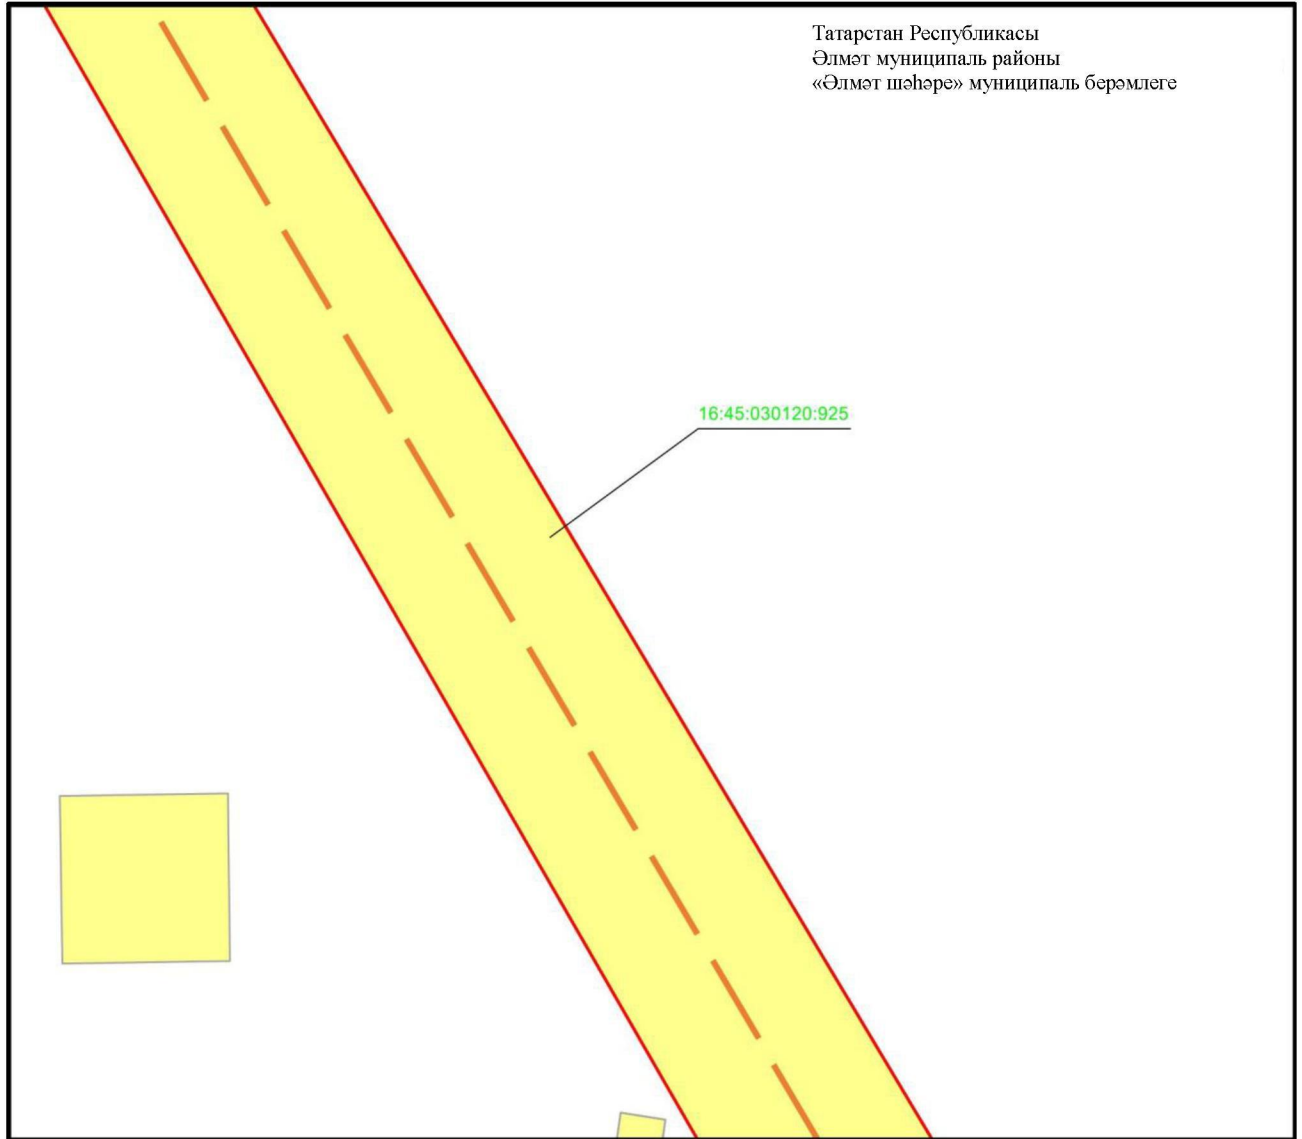 Татарстан Республикасы
Әлмәт муниципаль районы
«Әлмәт шәһәре» муниципаль берәмлеге
16:45:030120:925